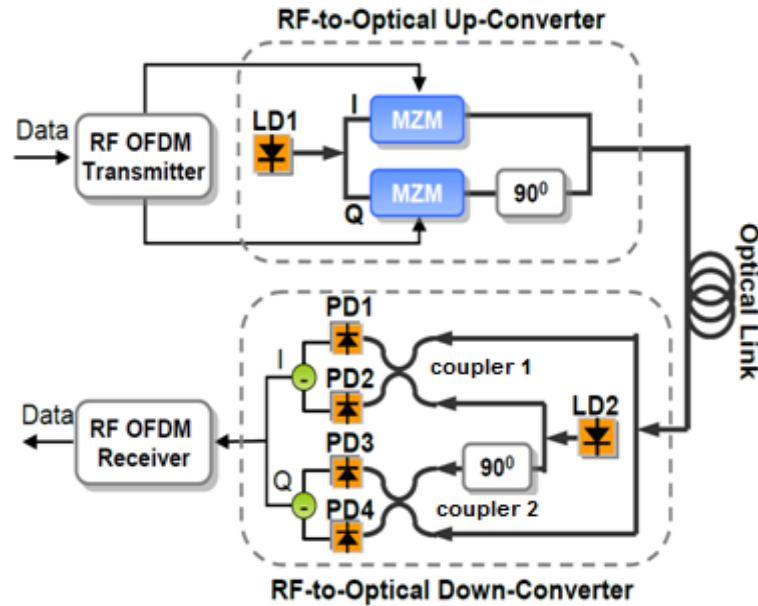 RF-to-Optical Up-Converter
Data
RF OFDM
Transmitter
LD1
I
MZM
Q
MZM
90⁰
Optical Link
PD1
I
-
PD2
coupler 1
LD2
Data
RF OFDM
Receiver
PD3
90⁰
Q
-
coupler 2
PD4
RF-to-Optical Down-Converter